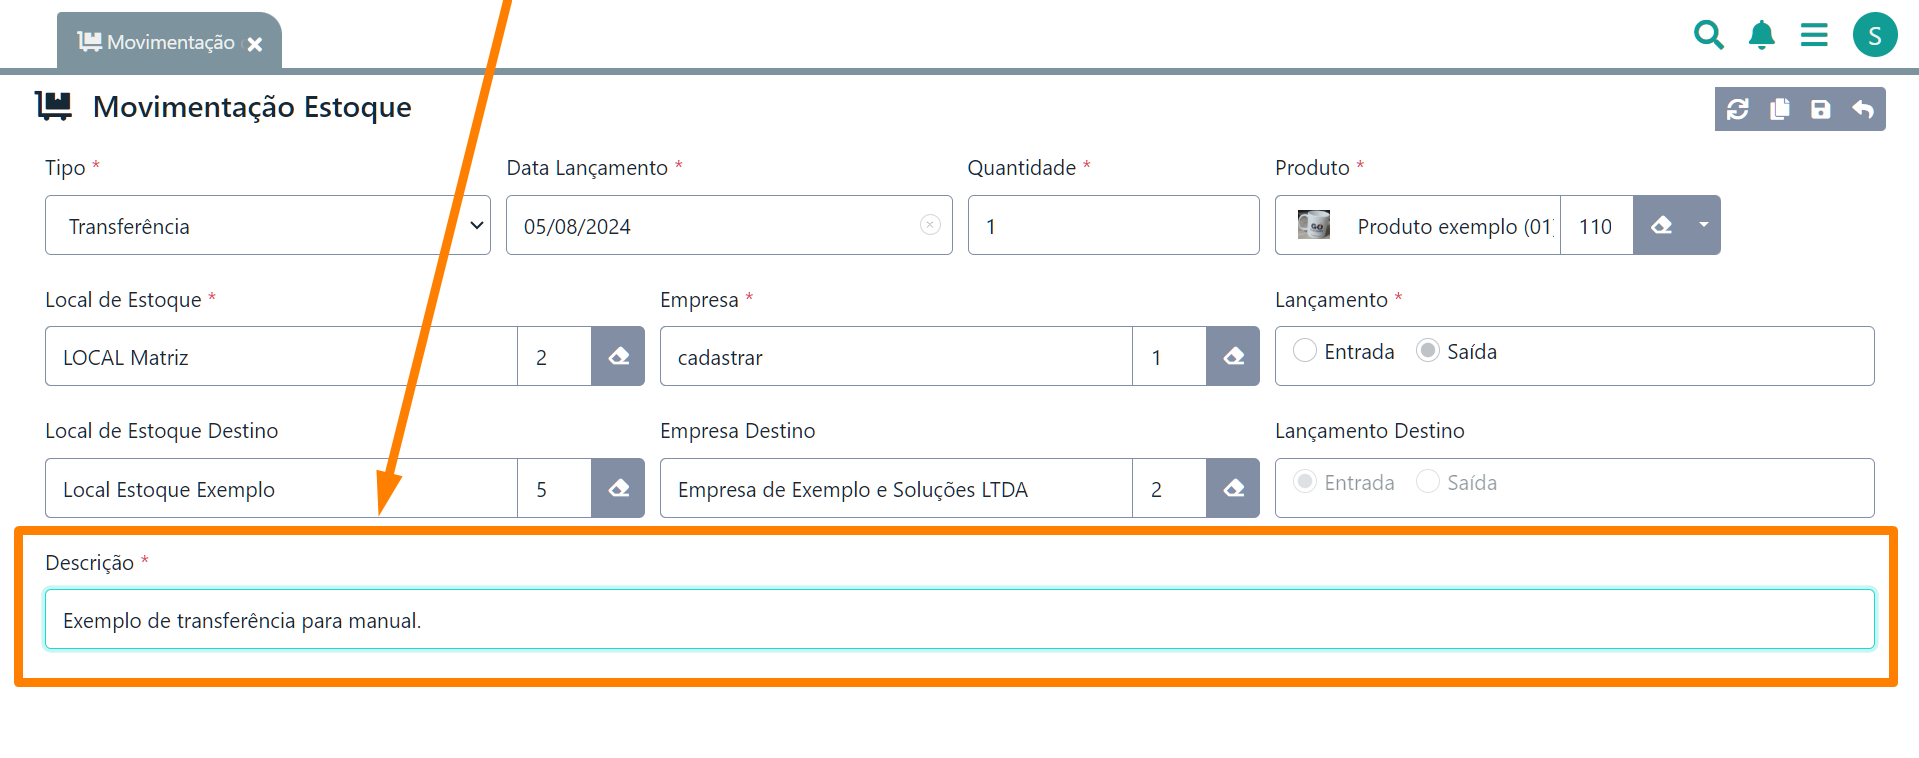 Movimentação
S
Movimentação Estoque
Tipo * Data Lançamento * Quantidade * Produto *
Transferência 05/08/2024 1 Produto exemplo (01) 110
Local de Estoque * Empresa * Lançamento *
LOCAL Matriz 2 cadastrar 1 Entrada Saída
Local de Estoque Destino Empresa Destino Lançamento Destino
Local Estoque Exemplo 5 Empresa de Exemplo e Soluções LTDA 2 Entrada Saída
Descrição *
Exemplo de transferência para manual.